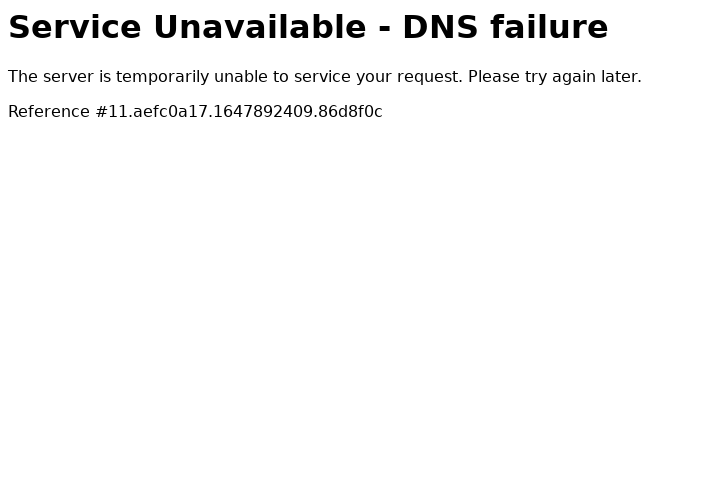 Service Unavailable - DNS failure
The server is temporarily unable to service your request. Please try again later.
Reference #11.aefc0a17.1647892409.86d8f0c